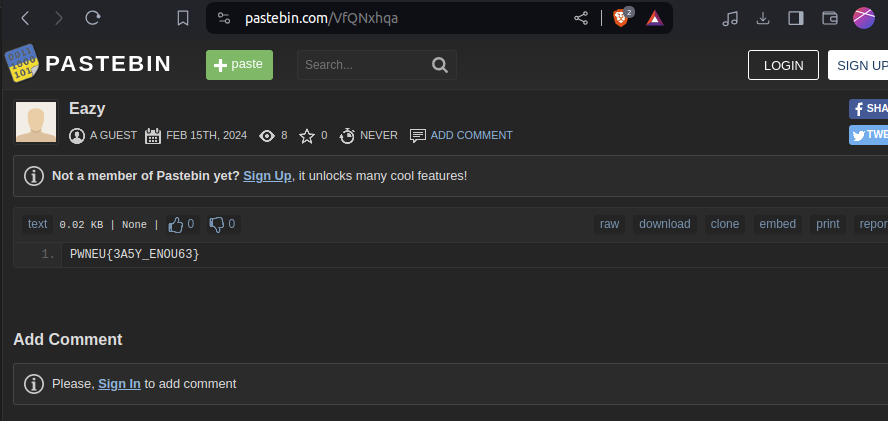 pastebin.com/VfQNxhqa
2
PASTEBIN
+ paste
Search...
LOGIN
SIGN UP
Eazy
A GUEST FEB 15TH, 2024 8 0 NEVER ADD COMMENT
SHA
TWE
Not a member of Pastebin yet? Sign Up, it unlocks many cool features!
text 0.02 KB | None | 0 0 raw download clone embed print repor
1. PWNEU{3A5Y_ENOU63}
Add Comment
Please, Sign In to add comment